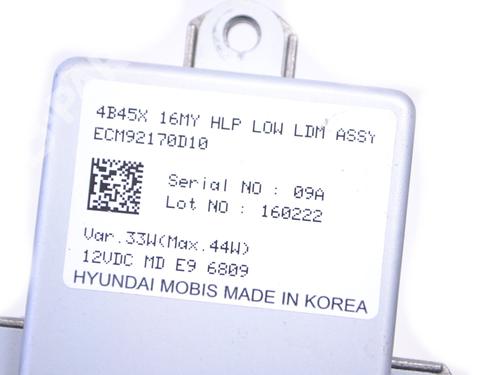 4B45X 16MY HLP LOW LDM ASSY
ECM92170D10
Serial NO : 09A
Lot NO : 160222
Var.33W(Max.44W)
12VDC MD E9 6809
HYUNDAI MOBIS MADE IN KOREA